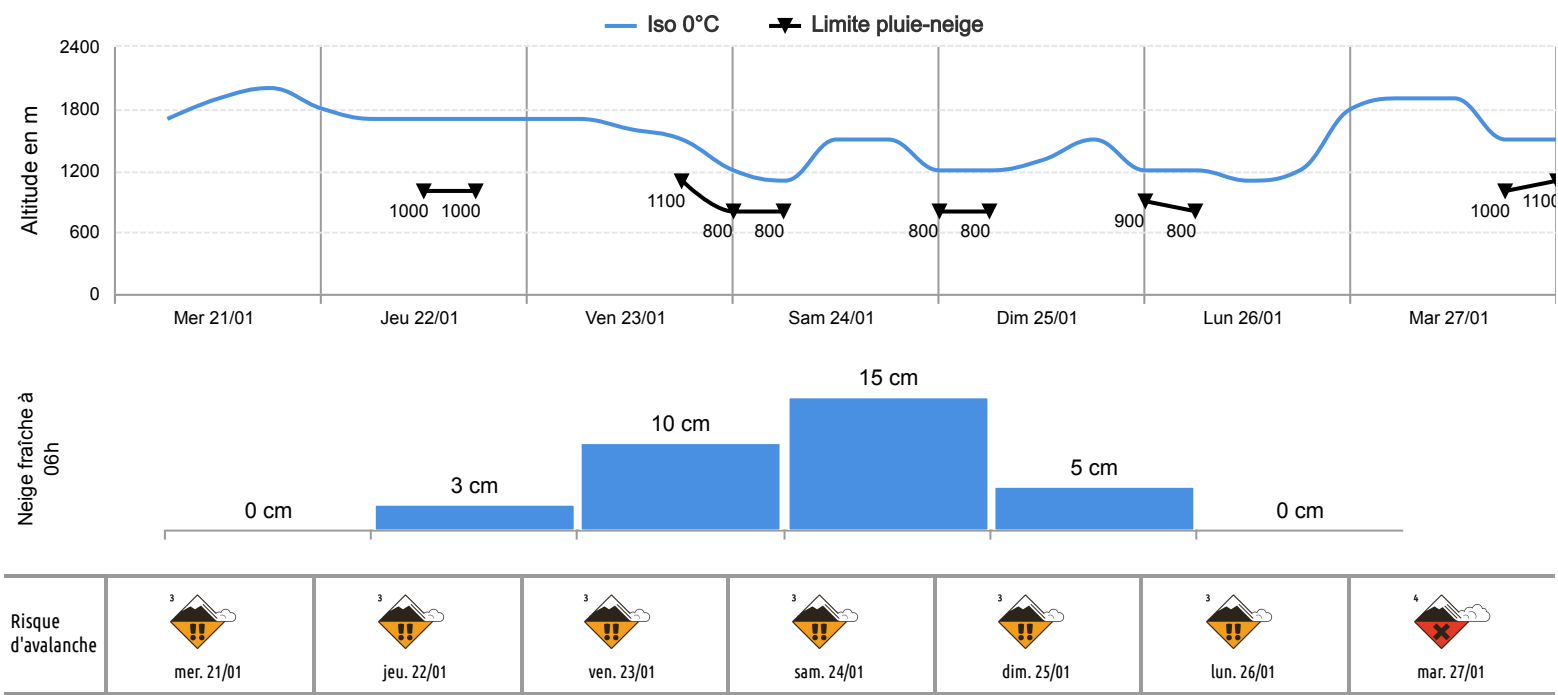 Iso 0°C Limite pluie-neige
Altitude en m
2400
1800
1200
600
0
1000 1000 1100 800 800 800 800 900 800 1000 1100
Mer 21/01 Jeu 22/01 Ven 23/01 Sam 24/01 Dim 25/01 Lun 26/01 Mar 27/01
Neige fraîche à
06h
0 cm 3 cm 10 cm 15 cm 5 cm 0 cm
Risque
d'avalanche
3 3 3 3 3 3 4
mer. 21/01 jeu. 22/01 ven. 23/01 sam. 24/01 dim. 25/01 lun. 26/01 mar. 27/01